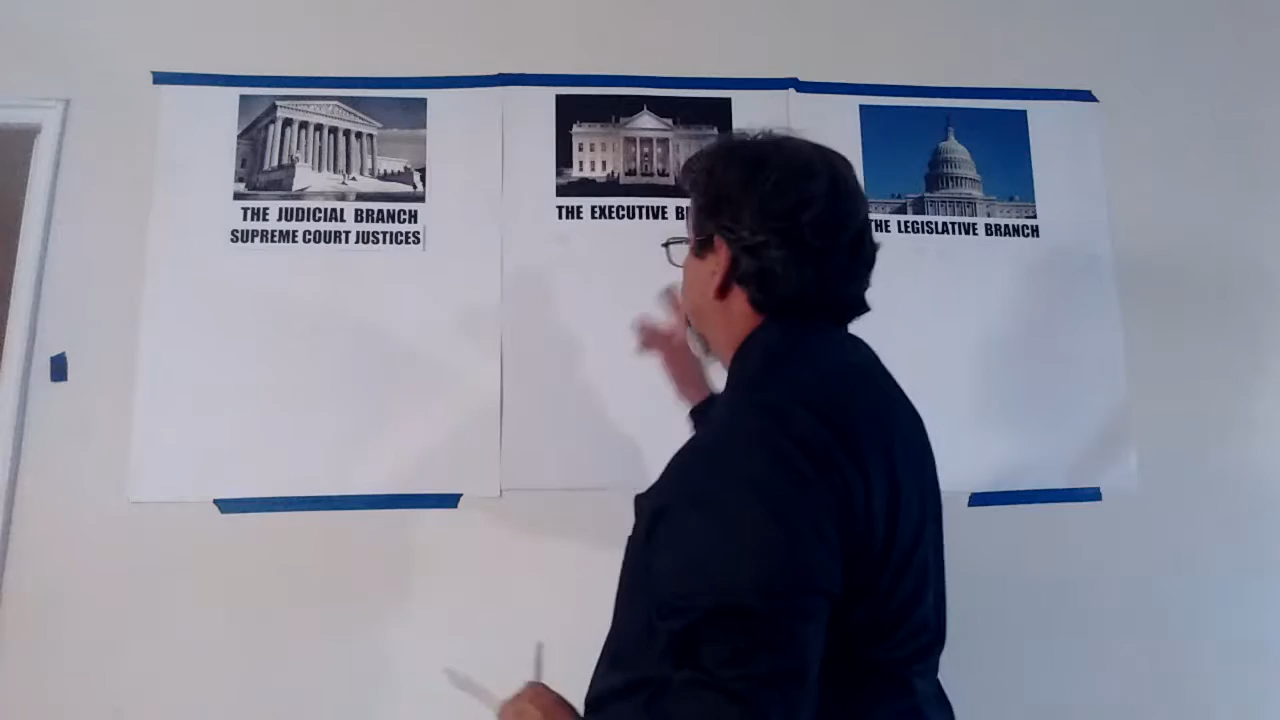 THE JUDICIAL BRANCH
SUPREME COURT JUSTICES
THE EXECUTIVE
THE LEGISLATIVE BRANCH